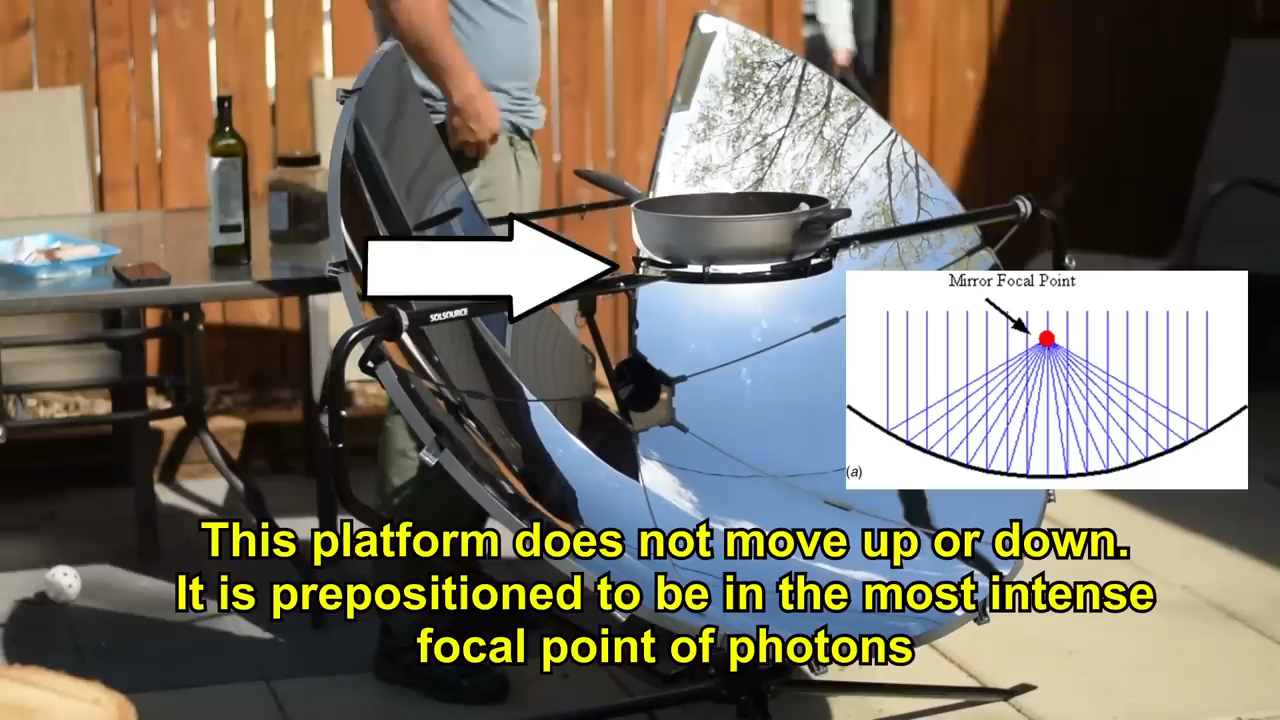 SOLSOURCE
Mirror Focal Point
(a)
This platform does not move up or down.
It is prepositioned to be in the most intense
focal point of photons